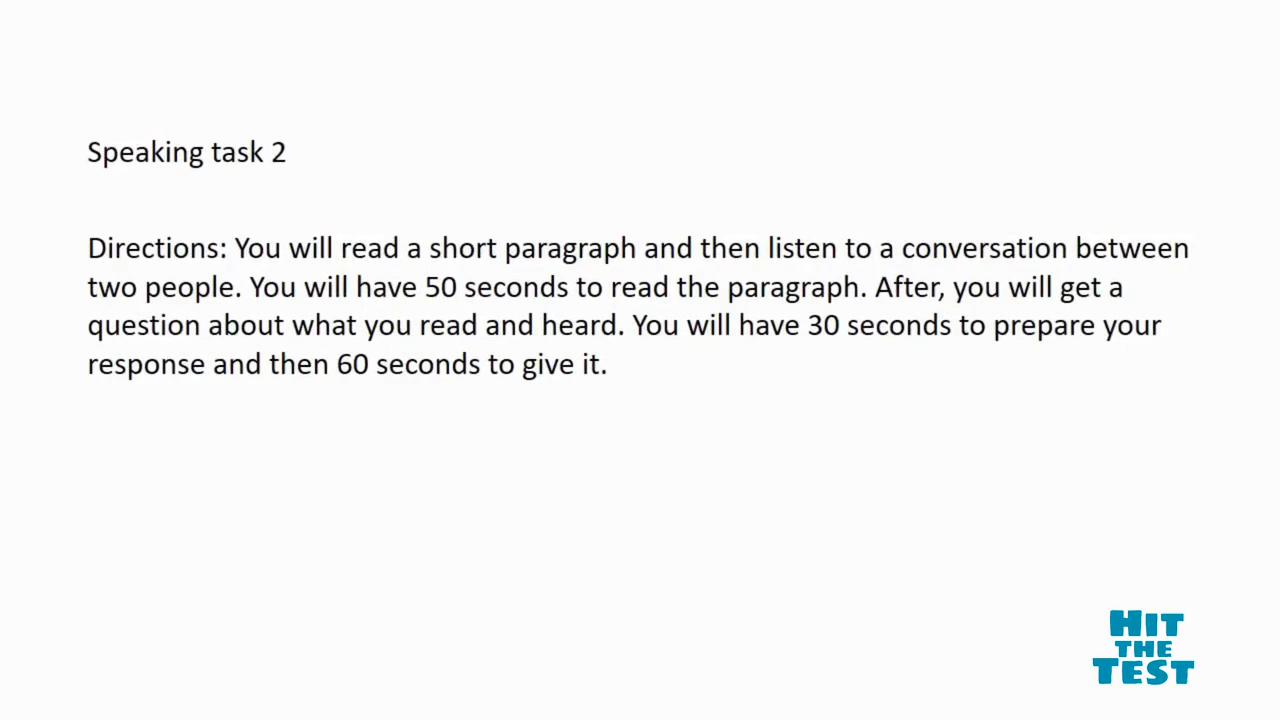 Speaking task 2
Directions: You will read a short paragraph and then listen to a conversation between
two people. You will have 50 seconds to read the paragraph. After, you will get a
question about what you read and heard. You will have 30 seconds to prepare your
response and then 60 seconds to give it.
HIT
THE
TEST